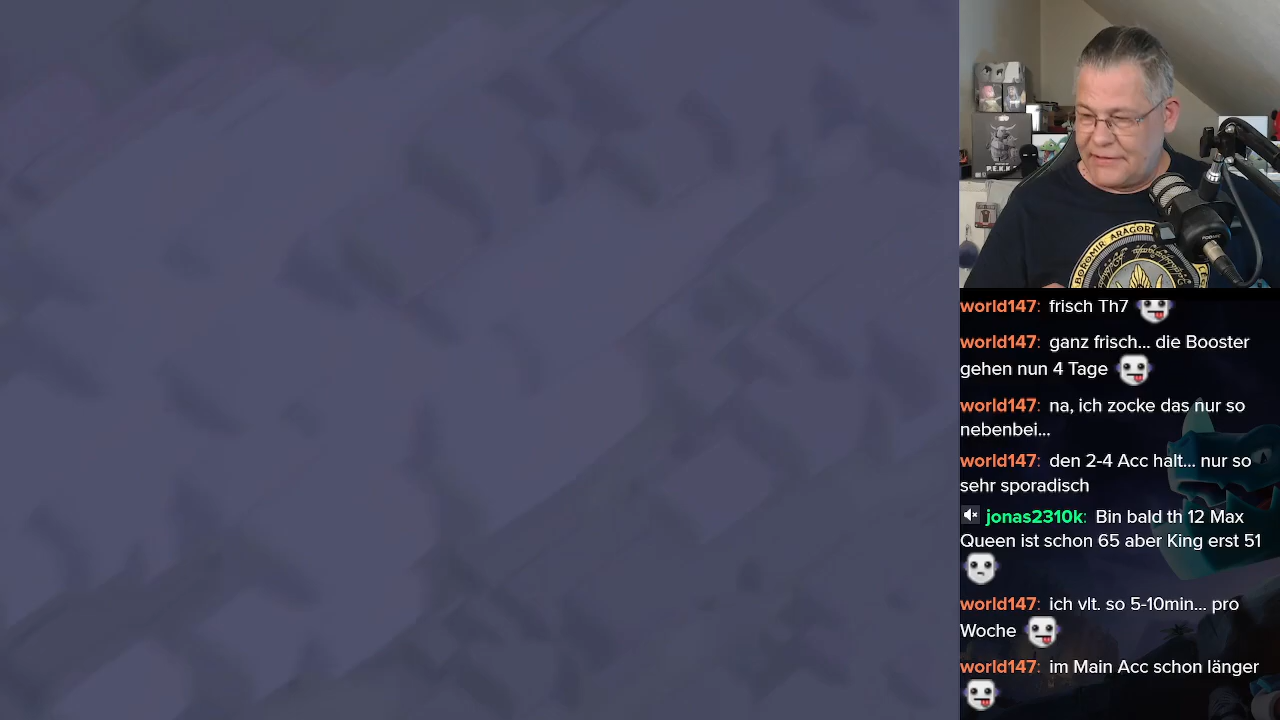 P.E.K.K.A
BOROMIR ARAGORN
PODMIC
world147: frisch Th7
world147: ganz frisch... die Booster
gehen nun 4 Tage
world147: na, ich zocke das nur so
nebenbei...
world147: den 2-4 Acc halt... nur so
sehr sporadisch
jonas2310k: Bin bald th 12 Max
Queen ist schon 65 aber King erst 51
world147: ich vlt. so 5-10min... pro
Woche
world147: im Main Acc schon länger